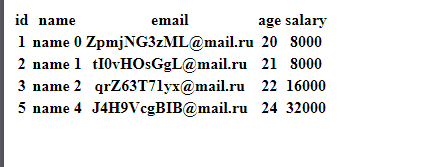 id name email age salary
1 name 0 ZpmjNG3zML@mail.ru 20 8000
2 name 1 tI0vHOsGgL@mail.ru 21 8000
3 name 2 qrZ63T71yx@mail.ru 22 16000
5 name 4 J4H9VcgBIB@mail.ru 24 32000